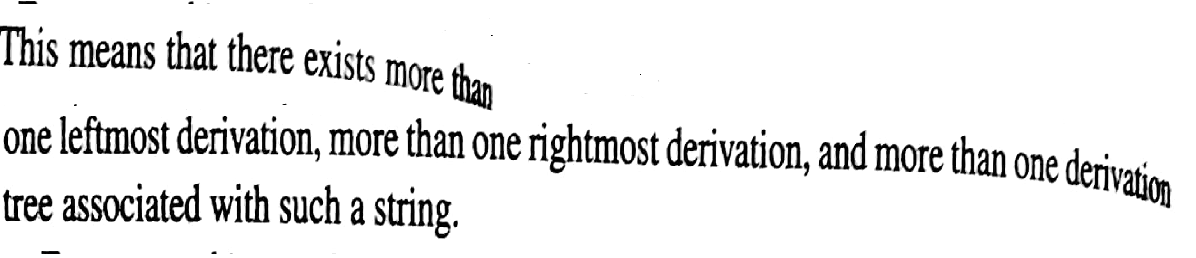 This means that there exists more than
one leftmost derivation, more than one rightmost derivation, and more than one derivation
tree associated with such a string.